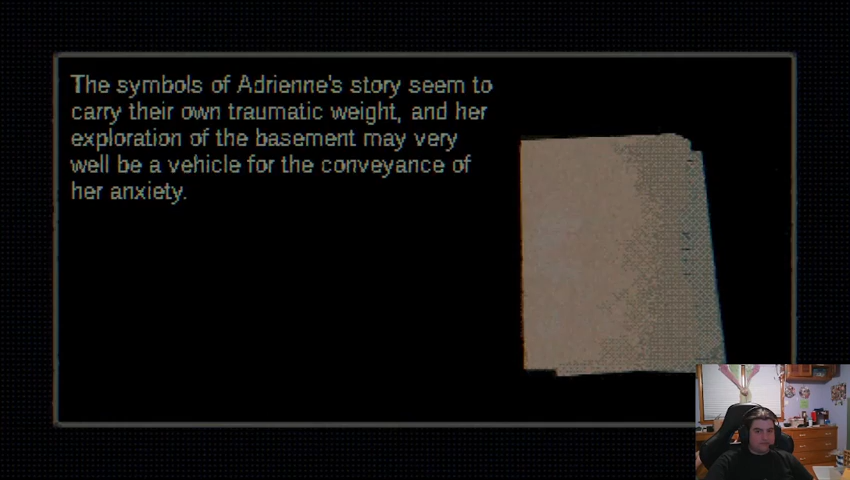 The symbols of Adrienne's story seem to
carry their own traumatic weight, and her
exploration of the basement may very
well be a vehicle for the conveyance of
her anxiety.